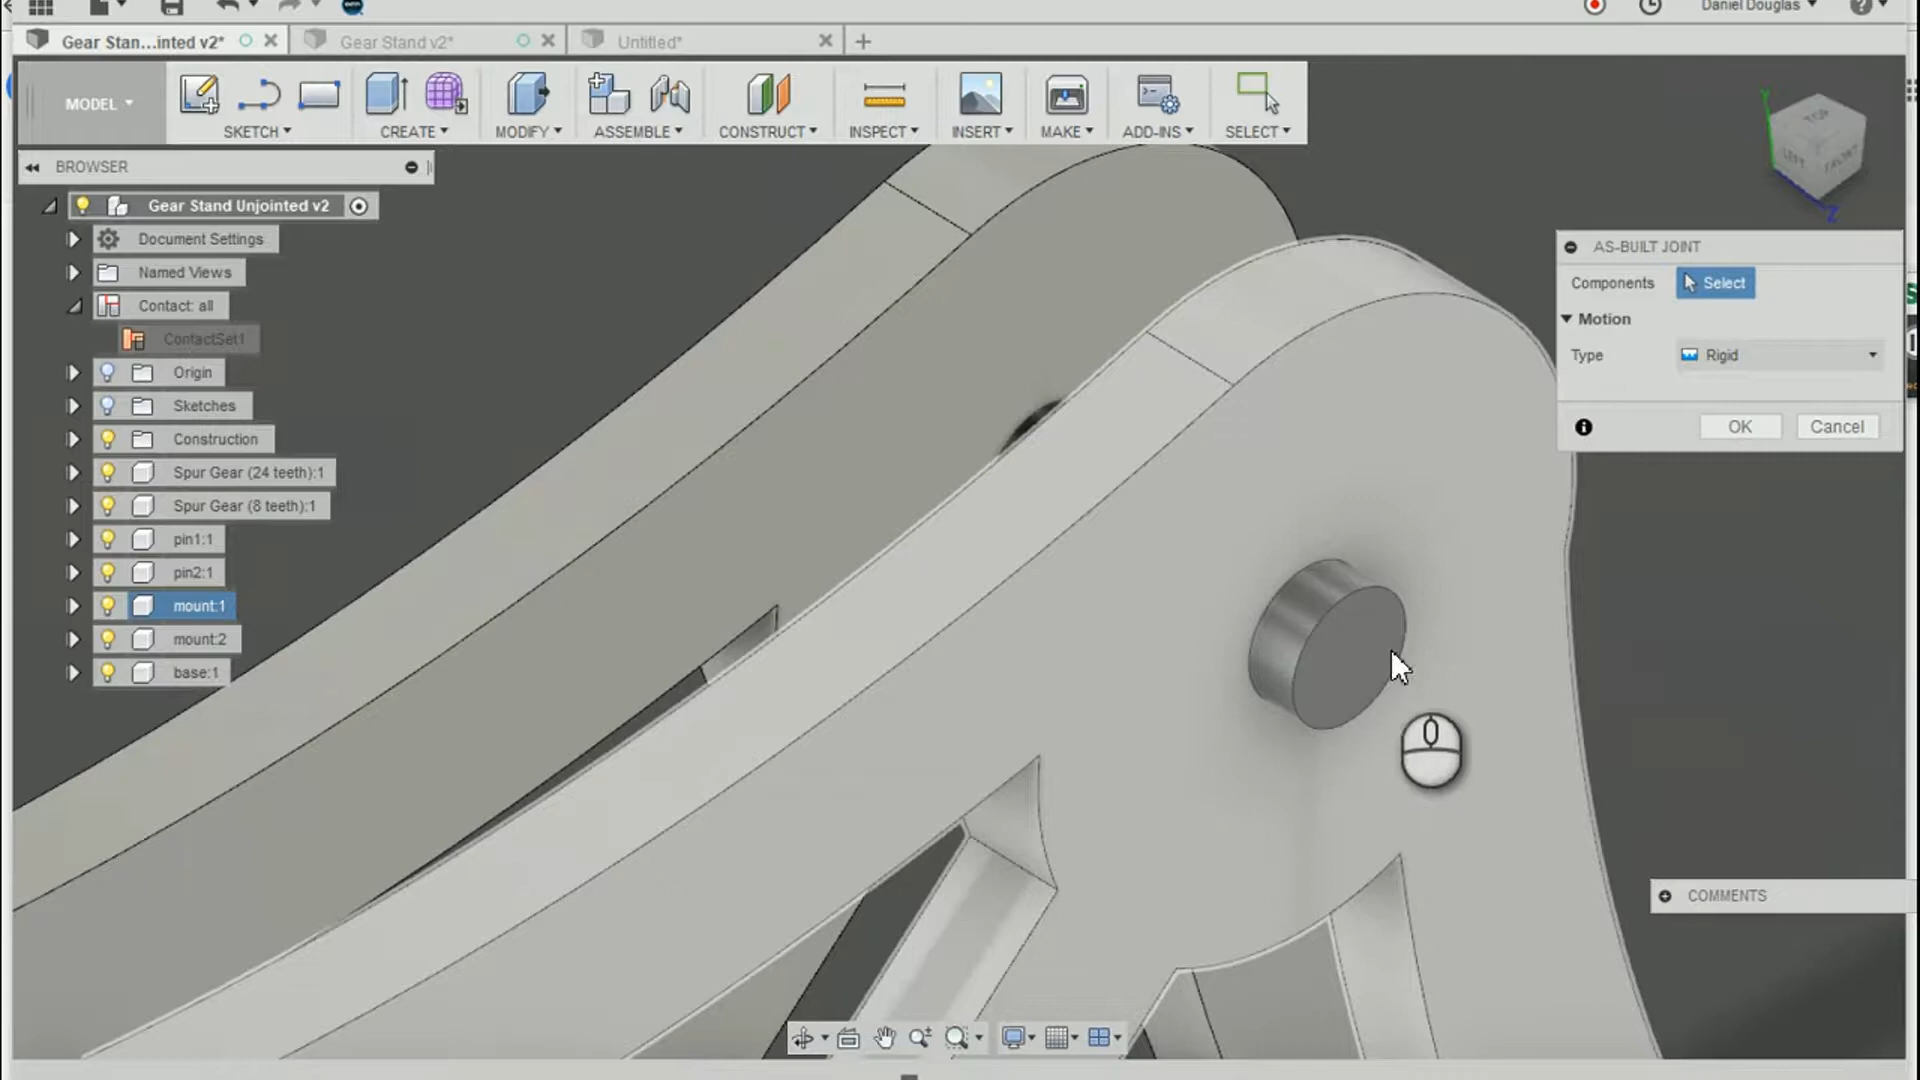 Daniel Douglas
Gear Stan...inted v2*
Gear Stand v2*
Untitled*
MODEL
SKETCH
CREATE
MODIFY
ASSEMBLE
CONSTRUCT
INSPECT
INSERT
MAKE
ADD-INS
SELECT
TOP
LEFT
FRONT
Y
Z
BROWSER
Gear Stand Unjointed v2
Document Settings
Named Views
Contact: all
ContactSet1
Origin
Sketches
Construction
Spur Gear (24 teeth):1
Spur Gear (8 teeth):1
pin1:1
pin2:1
mount:1
mount:2
base:1
AS-BUILT JOINT
Components Select
Motion
Type Rigid
OK Cancel
COMMENTS